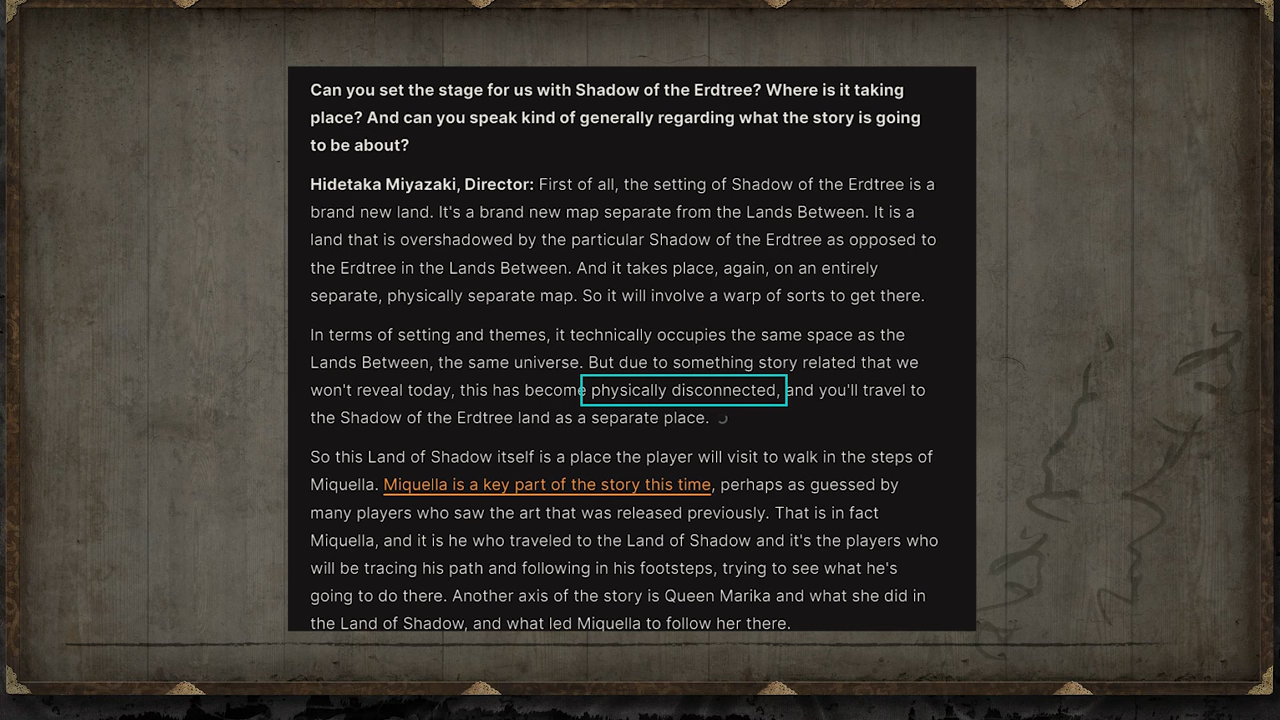 Can you set the stage for us with Shadow of the Erdtree? Where is it taking
place? And can you speak kind of generally regarding what the story is going
to be about?
Hidetaka Miyazaki, Director: First of all, the setting of Shadow of the Erdtree is a
brand new land. It's a brand new map separate from the Lands Between. It is a
land that is overshadowed by the particular Shadow of the Erdtree as opposed to
the Erdtree in the Lands Between. And it takes place, again, on an entirely
separate, physically separate map. So it will involve a warp of sorts to get there.
In terms of setting and themes, it technically occupies the same space as the
Lands Between, the same universe. But due to something story related that we
won't reveal today, this has become physically disconnected, and you'll travel to
the Shadow of the Erdtree land as a separate place.
So this Land of Shadow itself is a place the player will visit to walk in the steps of
Miquella. Miquella is a key part of the story this time, perhaps as guessed by
many players who saw the art that was released previously. That is in fact
Miquella, and it is he who traveled to the Land of Shadow and it's the players who
will be tracing his path and following in his footsteps, trying to see what he's
going to do there. Another axis of the story is Queen Marika and what she did in
the Land of Shadow, and what led Miquella to follow her there.